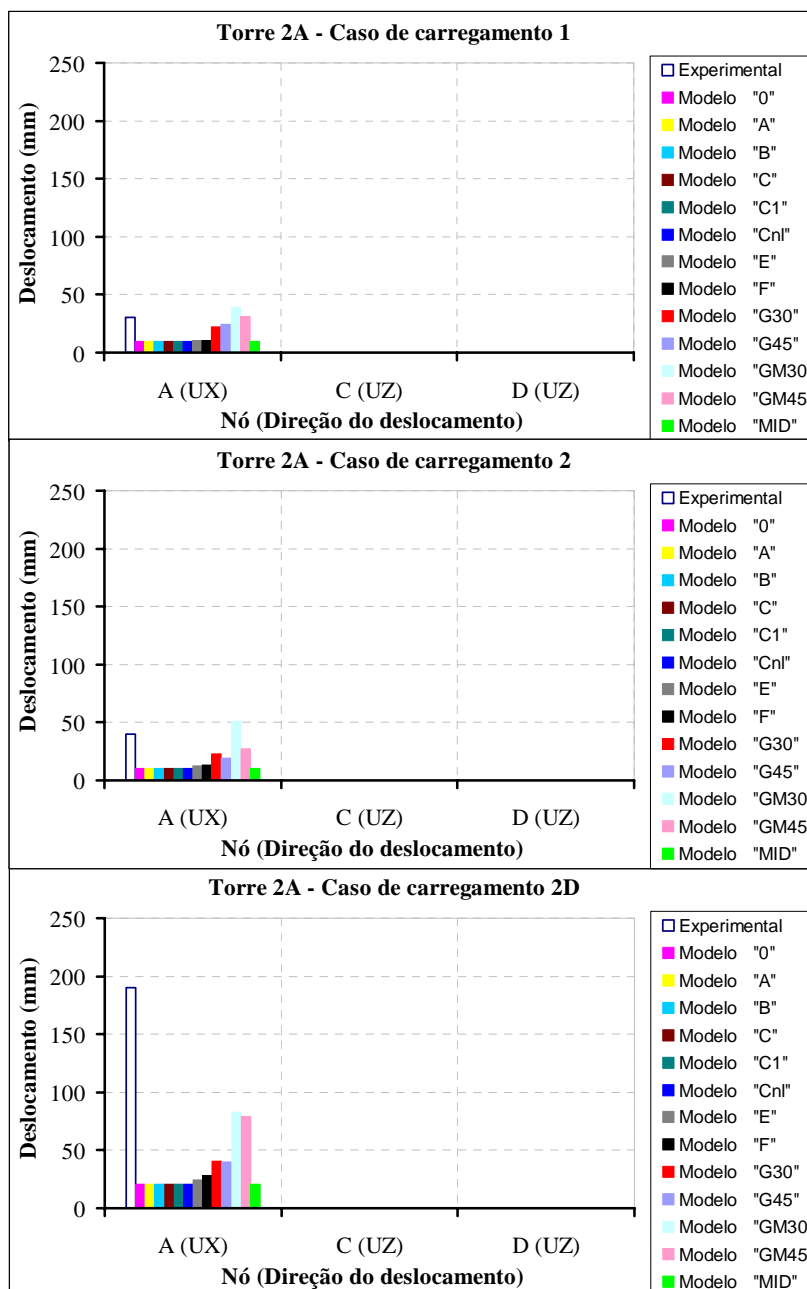 Torre 2A - Caso de carregamento 1
250
200
150
100
50
0
Deslocamento (mm)
A (UX) C (UZ) D (UZ)
Nó (Direção do deslocamento)
Experimental
Modelo "0"
Modelo "A"
Modelo "B"
Modelo "C"
Modelo "C1"
Modelo "Cnl"
Modelo "E"
Modelo "F"
Modelo "G30"
Modelo "G45"
Modelo "GM30
Modelo "GM45
Modelo "MID"
Torre 2A - Caso de carregamento 2
250
200
150
100
50
0
Deslocamento (mm)
A (UX) C (UZ) D (UZ)
Nó (Direção do deslocamento)
Experimental
Modelo "0"
Modelo "A"
Modelo "B"
Modelo "C"
Modelo "C1"
Modelo "Cnl"
Modelo "E"
Modelo "F"
Modelo "G30"
Modelo "G45"
Modelo "GM30
Modelo "GM45
Modelo "MID"
Torre 2A - Caso de carregamento 2D
250
200
150
100
50
0
Deslocamento (mm)
A (UX) C (UZ) D (UZ)
Nó (Direção do deslocamento)
Experimental
Modelo "0"
Modelo "A"
Modelo "B"
Modelo "C"
Modelo "C1"
Modelo "Cnl"
Modelo "E"
Modelo "F"
Modelo "G30"
Modelo "G45"
Modelo "GM30
Modelo "GM45
Modelo "MID"